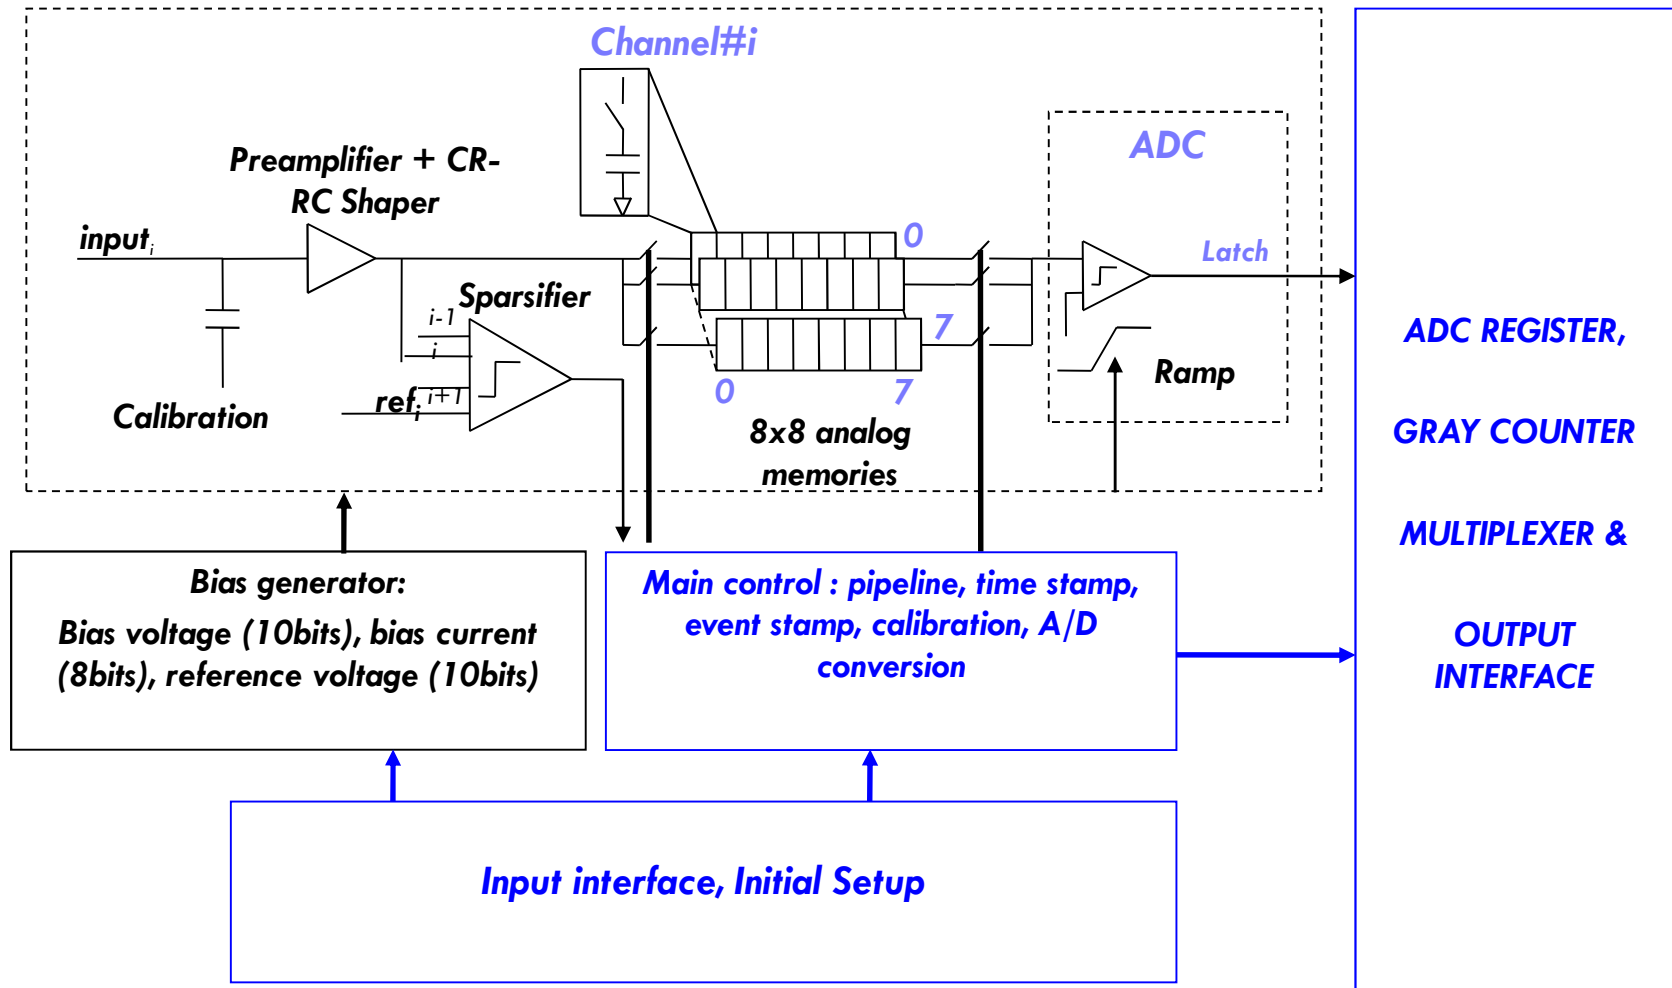 Channel#i
ADC
Preamplifier + CR-
RC Shaper
input i
0
Latch
Sparsifier
i-1
i
ref i
i+1
7
Ramp
Calibration
0
7
8x8 analog
memories
ADC REGISTER,
GRAY COUNTER
MULTIPLEXER &
OUTPUT
INTERFACE
Bias generator:
Bias voltage (10bits), bias current
(8bits), reference voltage (10bits)
Main control : pipeline, time stamp,
event stamp, calibration, A/D
conversion
Input interface, Initial Setup